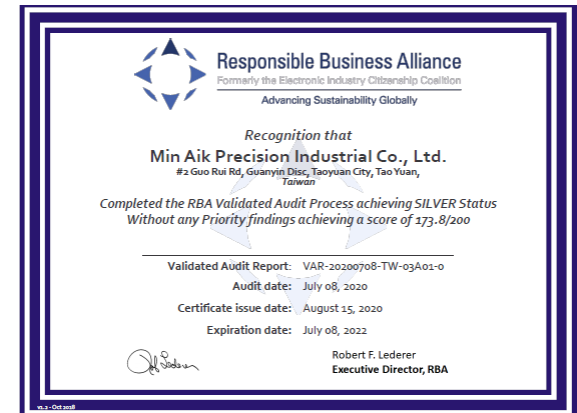 Responsible Business Alliance
Formerly the Electronic Industry Citizenship Coalition
Advancing Sustainability Globally
Recognition that
Min Aik Precision Industrial Co., Ltd.
#2 Guo Rui Rd, Guanyin Disc, Taoyuan City, Tao Yuan,
Taiwan
Completed the RBA Validated Audit Process achieving SILVER Status
Without any Priority findings achieving a score of 173.8/200
Validated Audit Report: VAR-20200708-TW-03A01-0
Audit date: July 08, 2020
Certificate issue date: August 15, 2020
Expiration date: July 08, 2022
Robert F. Lederer
Executive Director, RBA
v1.2 - Oct 2018